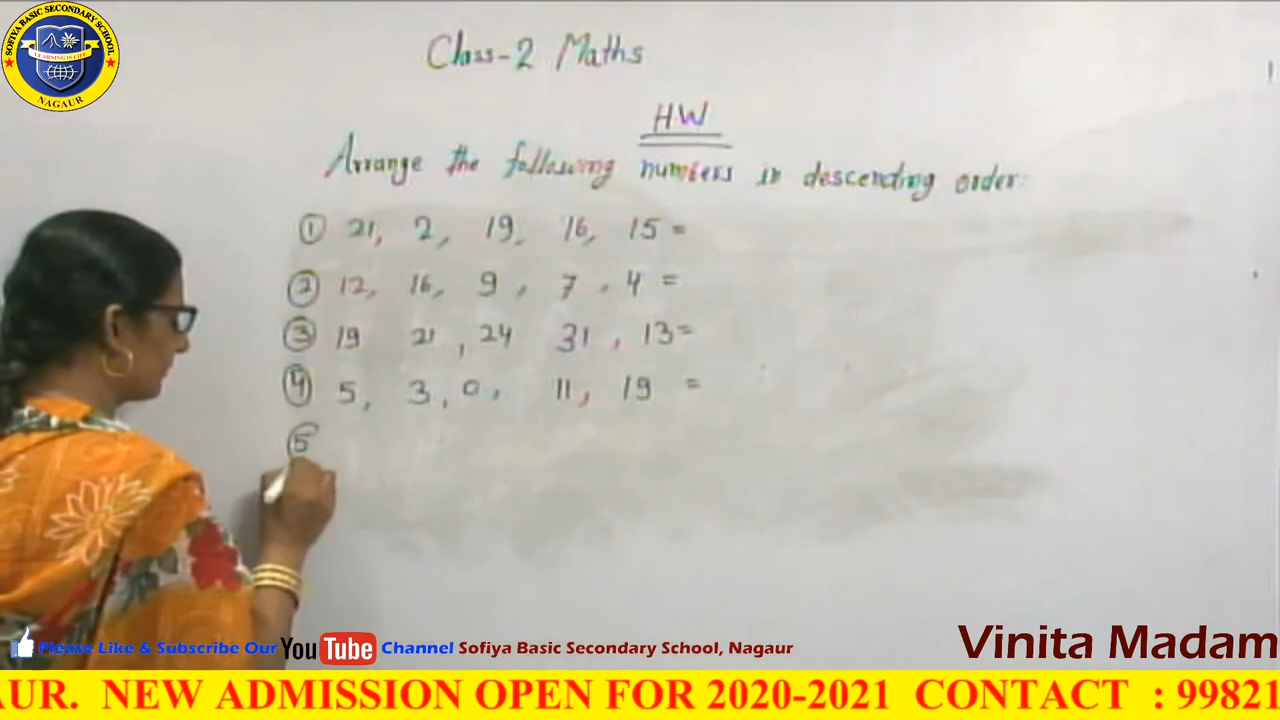 SOFIYA BASIC SECONDARY SCHOOL
LEARNING IS LIFE
NAGAUR
Class-2 Maths
H.W
Arrange the following numbers in descending order:
① 21, 2, 19, 16, 15 =
② 12, 16, 9, 7, 4 =
③ 19 21, 24 31, 13=
④ 5, 3, 0, 11, 19 =
⑤
Please Like & Subscribe Our YouTube Channel Sofiya Basic Secondary School, Nagaur
Vinita Madam
AUR. NEW ADMISSION OPEN FOR 2020-2021 CONTACT : 99821